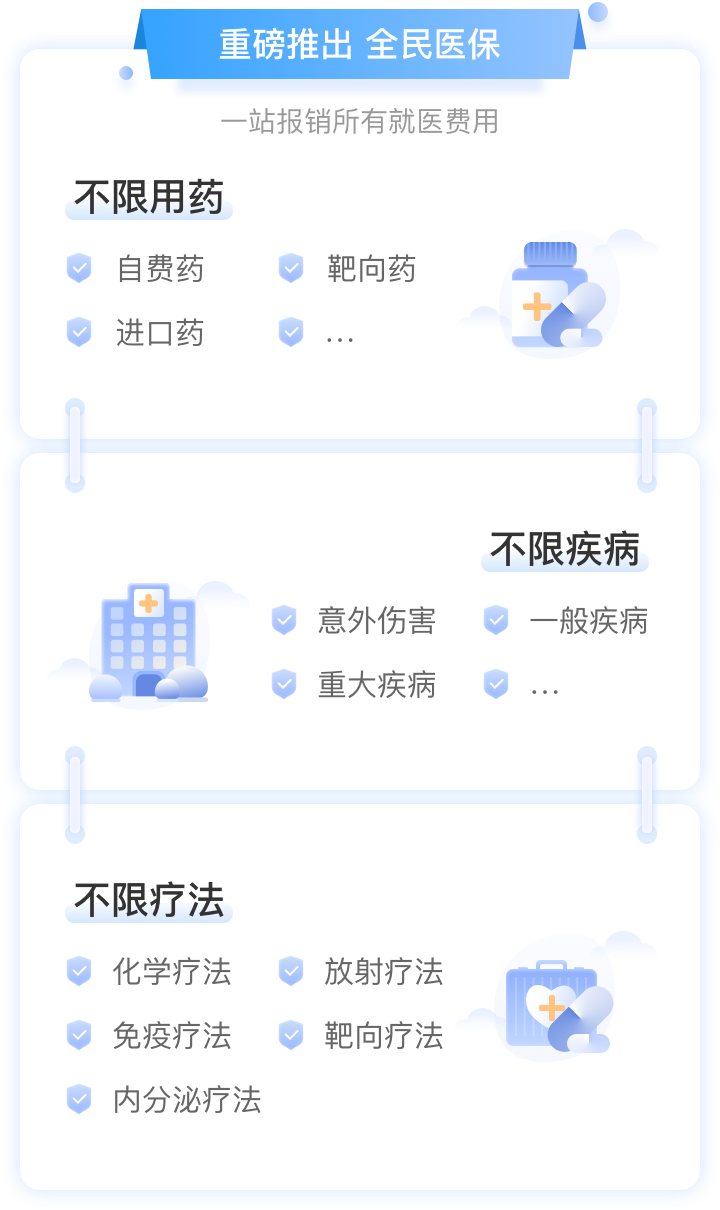 重磅推出 全民医保
一站报销所有就医费用
不限用药
自费药 靶向药
进口药 ...
不限疾病
意外伤害 一般疾病
重大疾病 ...
不限疗法
化学疗法 放射疗法
免疫疗法 靶向疗法
内分泌疗法